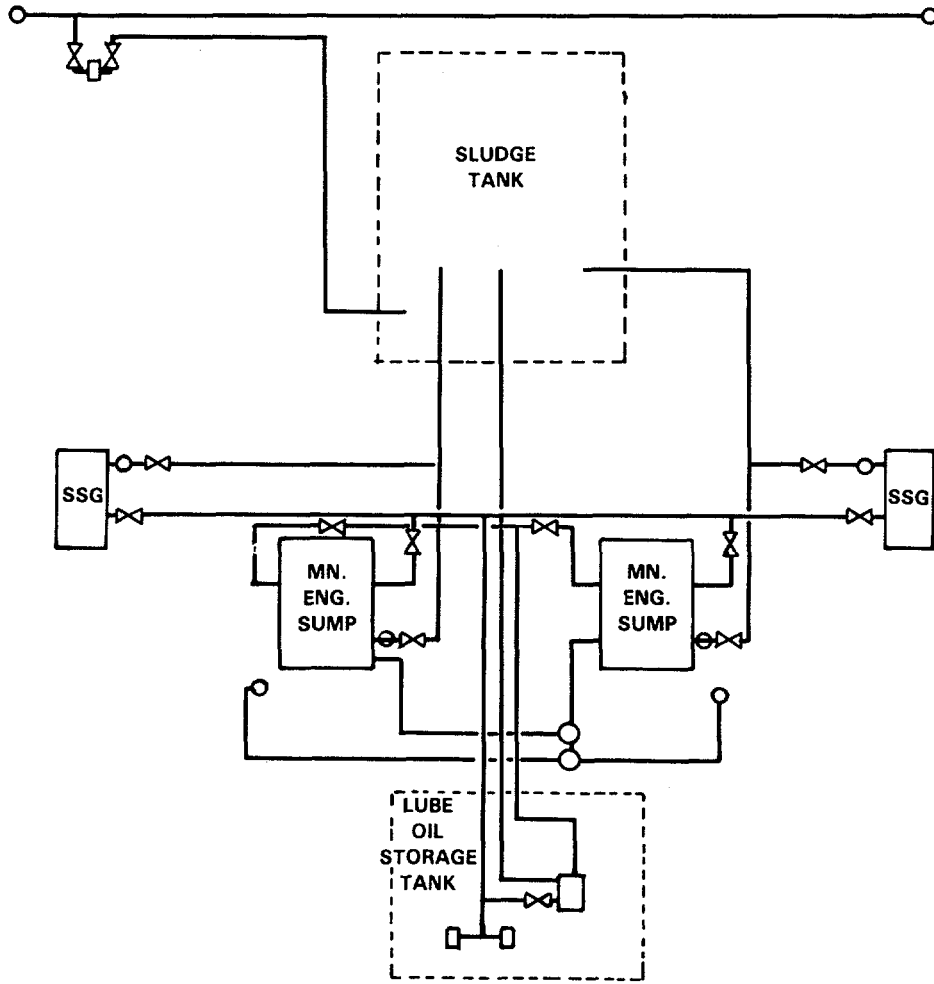 SLUDGE
TANK
SSG
SSG
MN.
ENG.
SUMP
MN.
ENG.
SUMP
LUBE
OIL
STORAGE
TANK